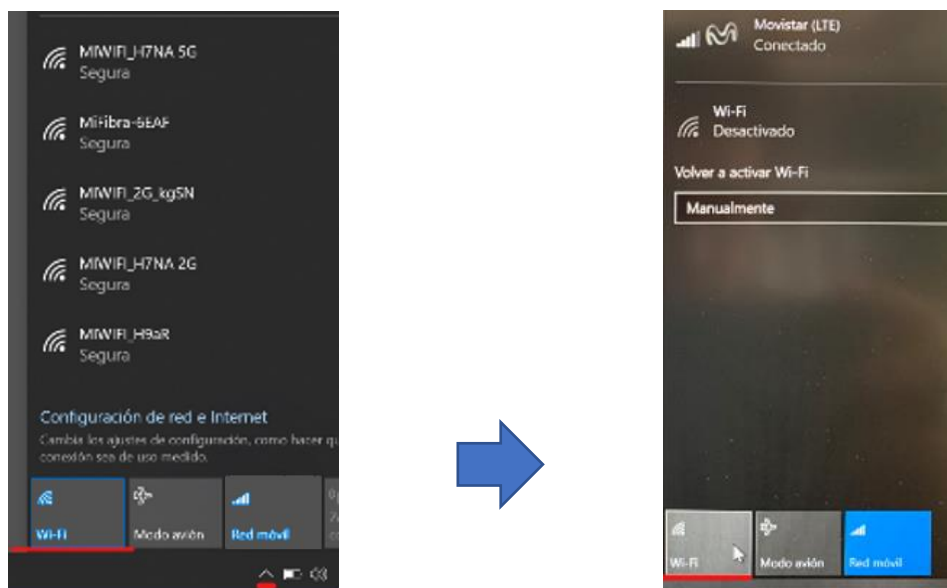 MIWIFI_H7NA 5G
Segura
MiFibra-6EAF
Segura
MIWIFI_2G_kgSN
Segura
MIWIFI_H7NA 2G
Segura
MIWIFI_H9aR
Segura
Configuración de red e Internet
Cambia los ajustes de configuración, como hacer qu
conexión sea de uso medido.
Wi-Fi
Modo avión
Red móvil
Movistar (LTE)
Conectado
Wi-Fi
Desactivado
Volver a activar Wi-Fi
Manualmente
Wi-Fi
Modo avión
Red móvil